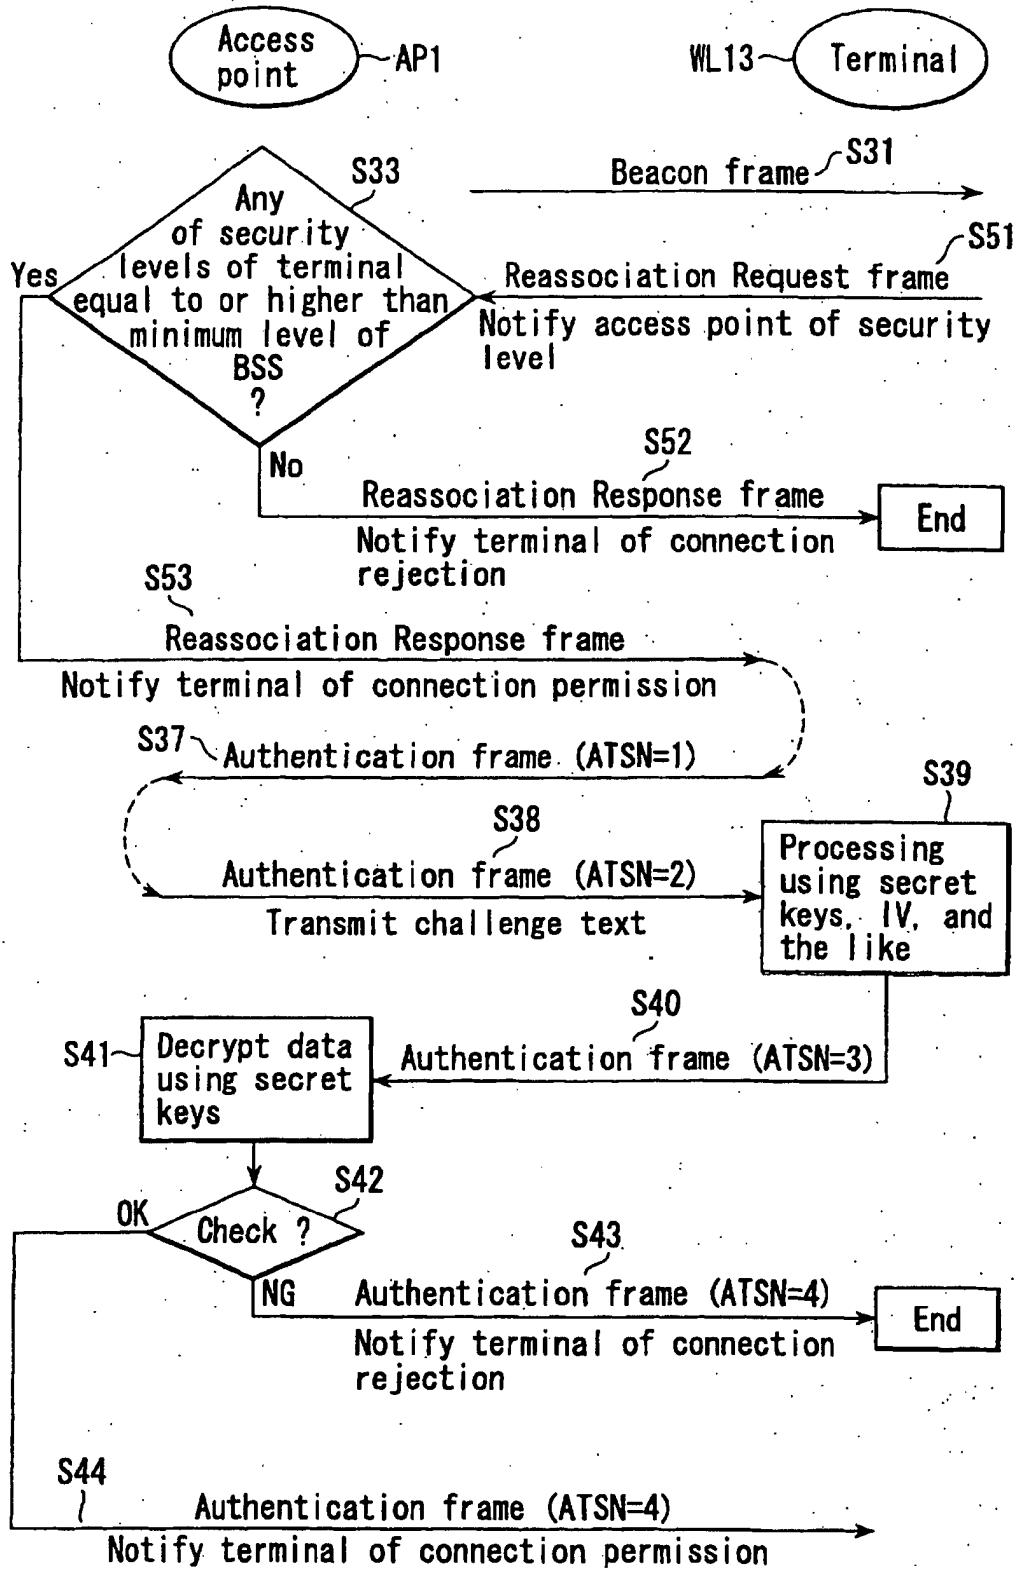 Access
point
AP1
WL13
Terminal
S31
Beacon frame
S33
Any
of security
levels of terminal
equal to or higher than
minimum level of
BSS
?
Yes
S51
Reassociation Request frame
Notify access point of security
level
No
S52
Reassociation Response frame
Notify terminal of connection
rejection
End
S53
Reassociation Response frame
Notify terminal of connection permission
S37
Authentication frame (ATSN=1)
S38
Authentication frame (ATSN=2)
Transmit challenge text
S39
Processing
using secret
keys, IV, and
the like
S40
Authentication frame (ATSN=3)
S41
Decrypt data
using secret
keys
S42
Check ?
OK
NG
S43
Authentication frame (ATSN=4)
Notify terminal of connection
rejection
End
S44
Authentication frame (ATSN=4)
Notify terminal of connection permission